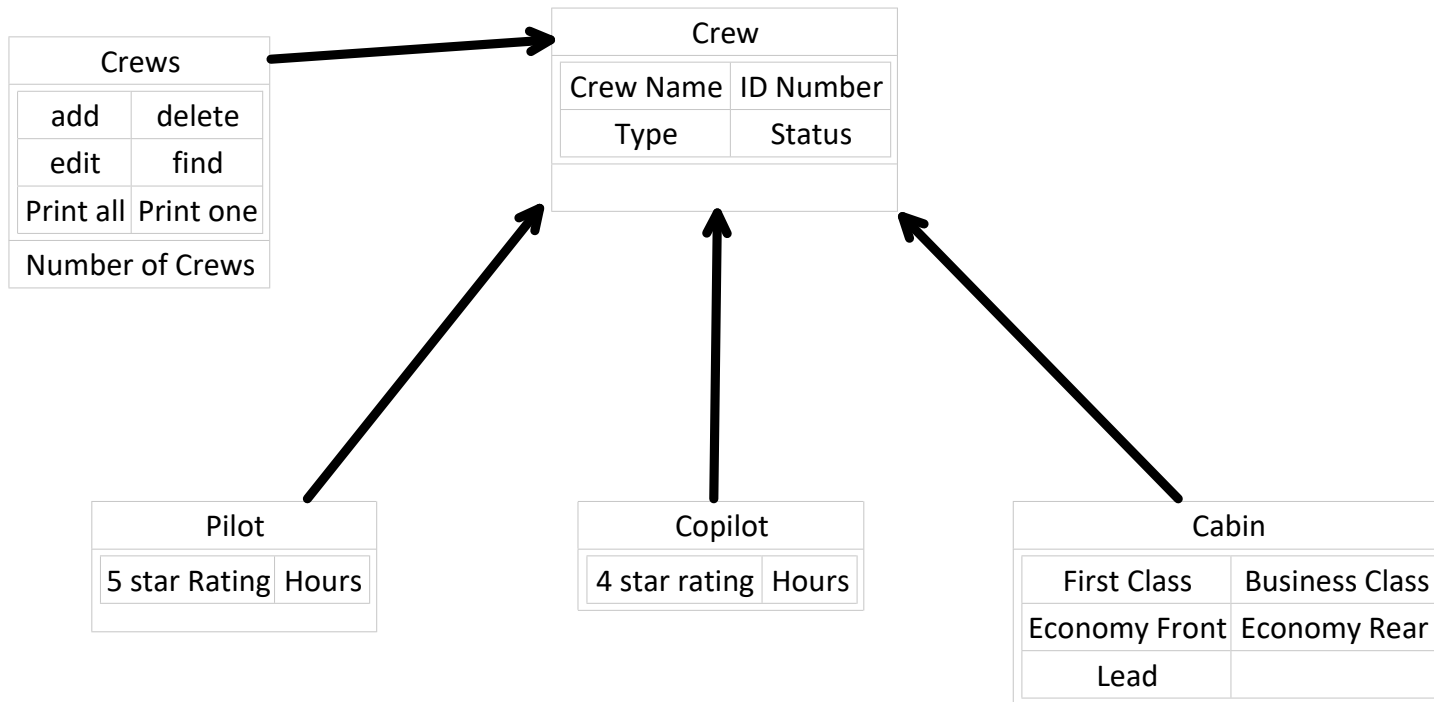 Crews
add delete
edit find
Print all Print one
Number of Crews
Crew
Crew Name ID Number
Type Status
Pilot
5 star Rating Hours
Copilot
4 star rating Hours
Cabin
First Class Business Class
Economy Front Economy Rear
Lead